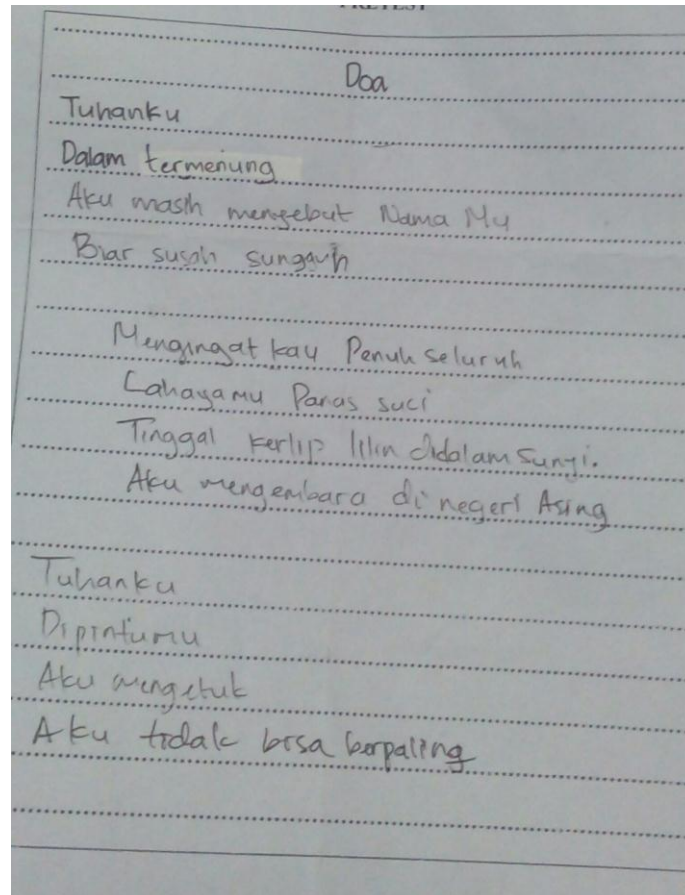 Doa
Tuhanku
Dalam termenung
Aku masih mengebut Nama Mu
Biar susah sungguh
Mengingat kau Penuh seluruh
Cahayamu Panas suci
Tinggal kerlip lilin didalam sunyi.
Aku mengembara di negeri Asing
Tuhanku
Dipintumu
Aku mengetuk
Aku tidak bisa berpaling